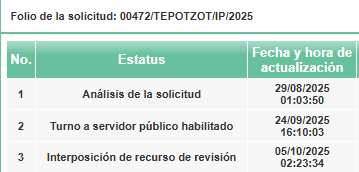 Folio de la solicitud: 00472/TEPOTZOT/IP/2025
No. Estatus Fecha y hora de actualización
1 Análisis de la solicitud 29/08/2025 01:03:50
2 Turno a servidor público habilitado 24/09/2025 16:10:03
3 Interposición de recurso de revisión 05/10/2025 02:23:34